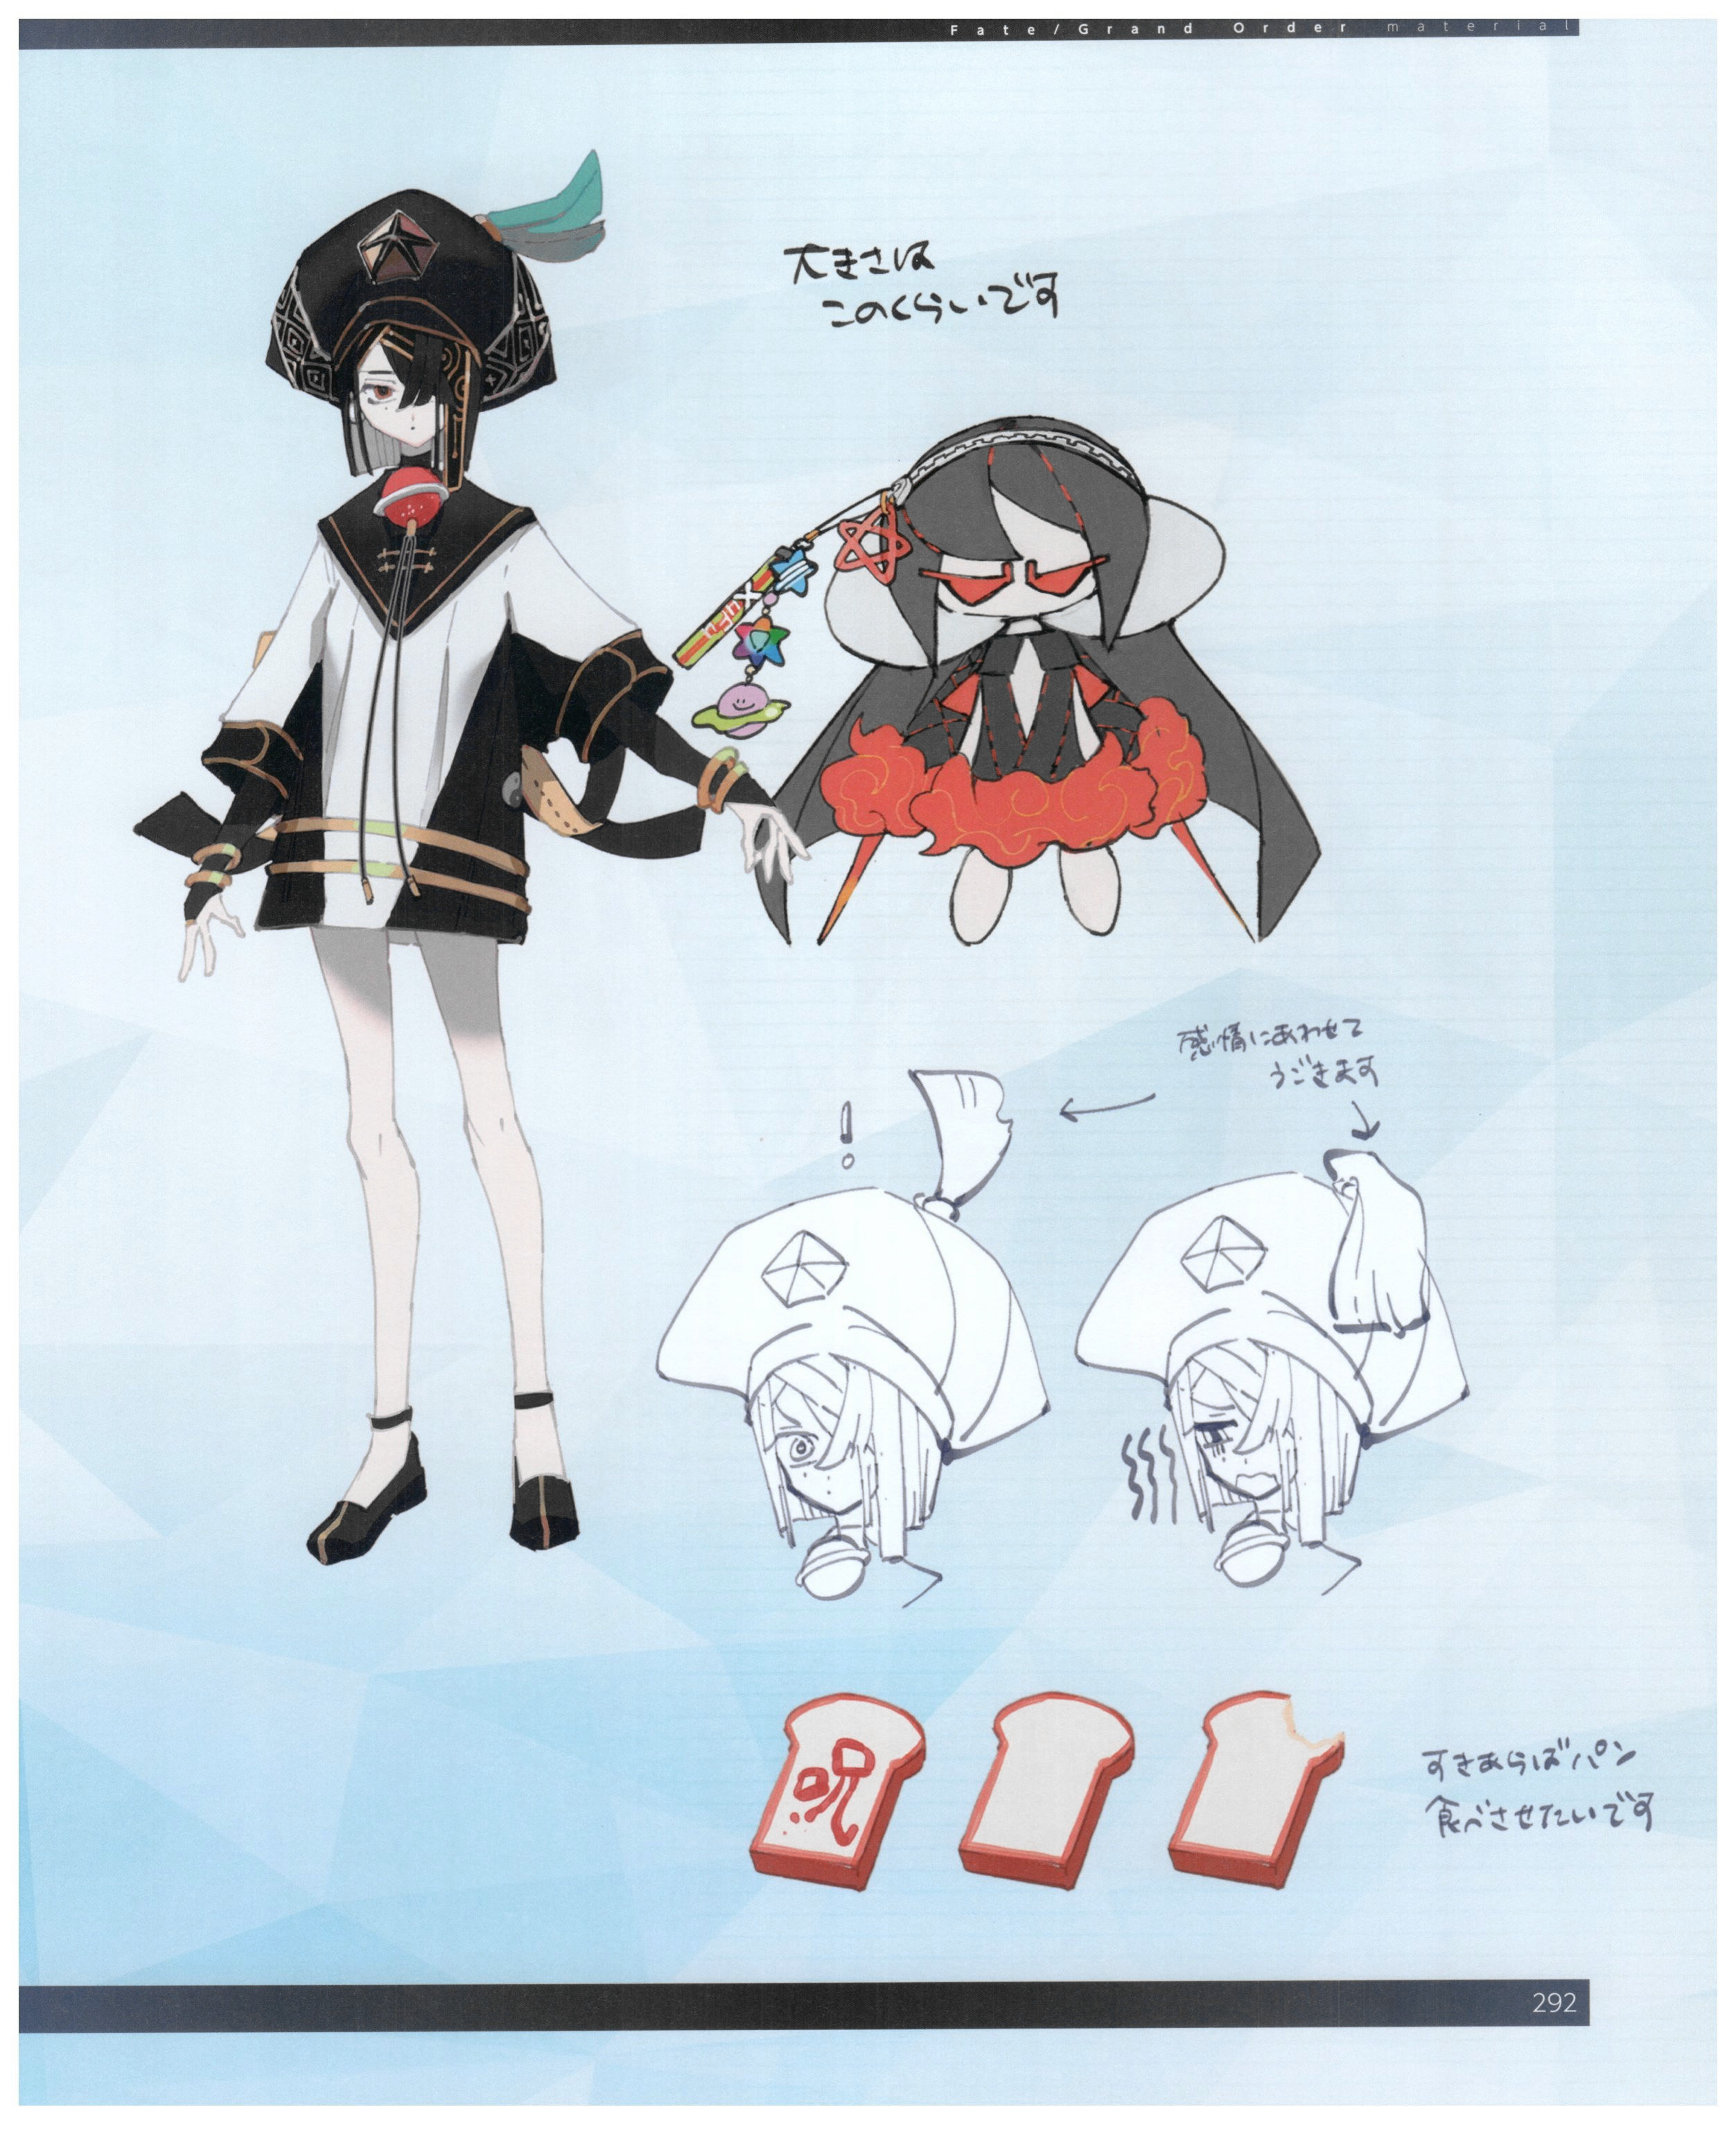 Fate/Grand Order material
大きさは
このくらいです
感情にあわせて
うごきます
!
呪
すきあらばパン
食べさせたいです
292